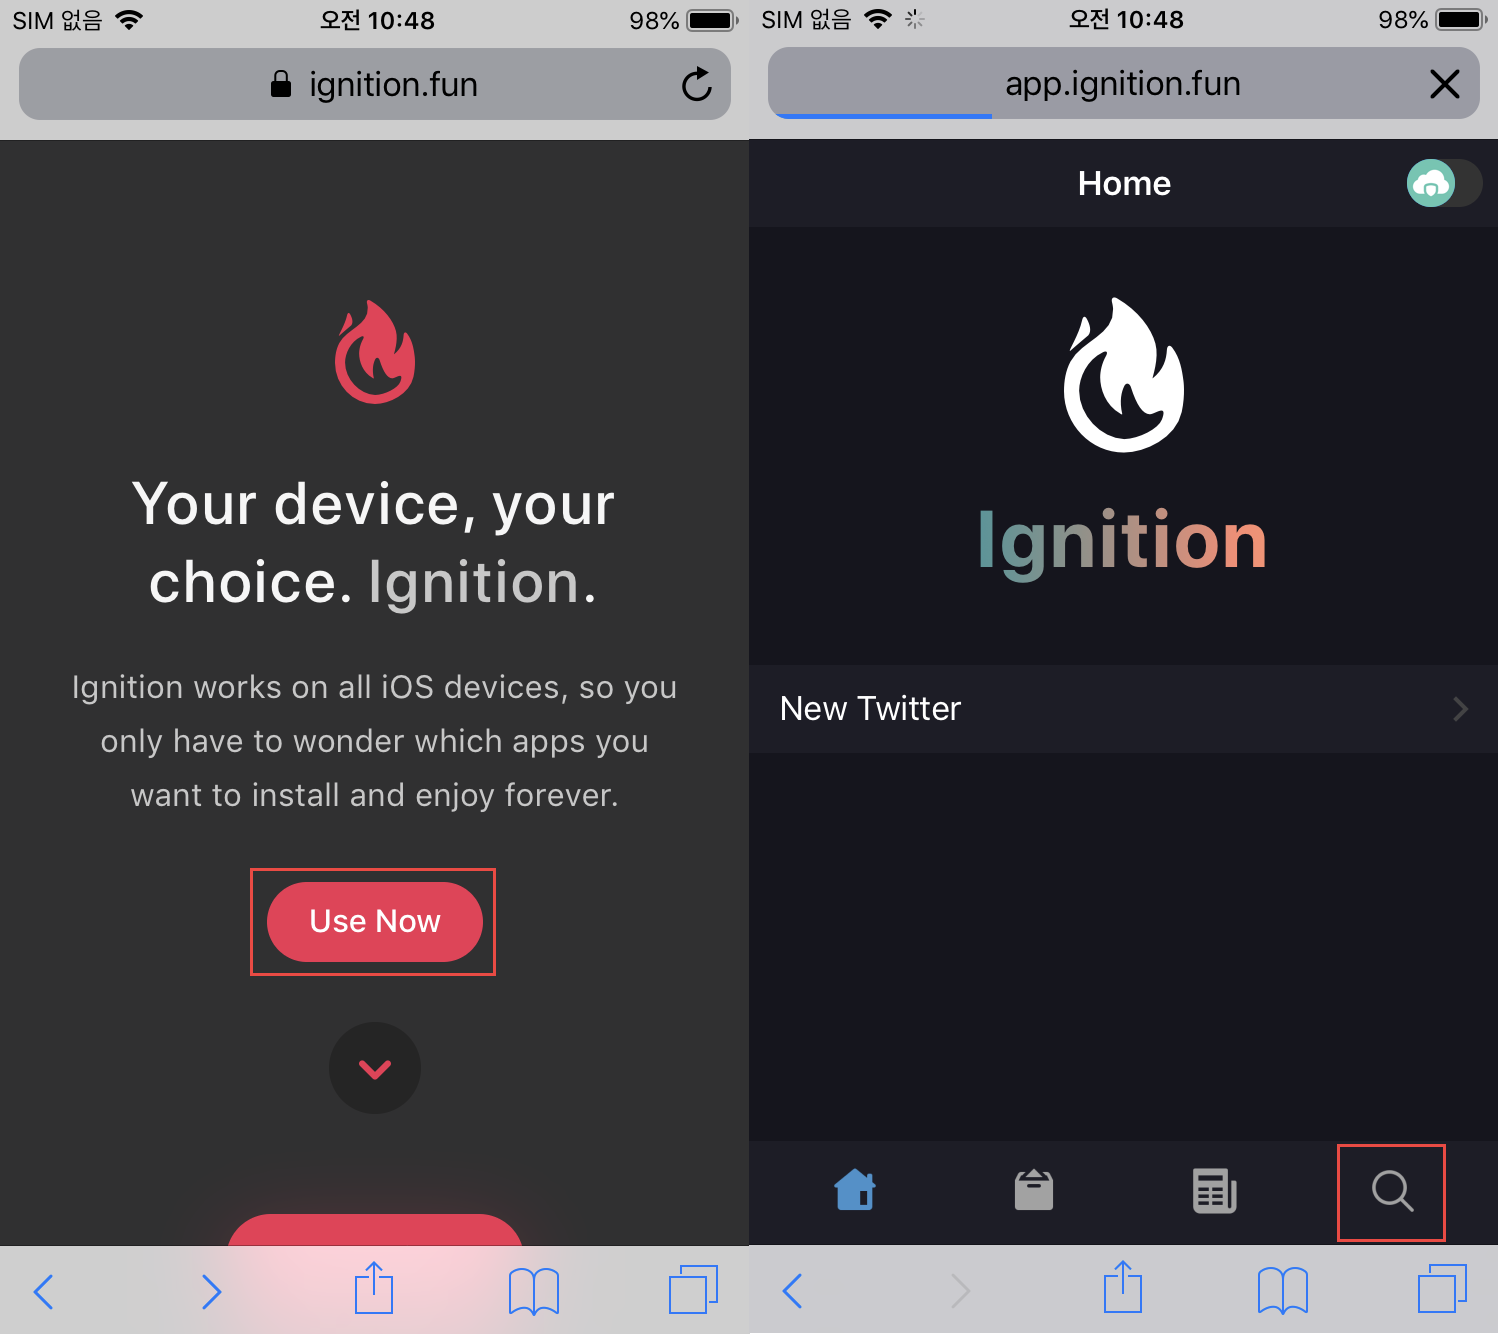 SIM 없음
오전 10:48
98%
ignition.fun
Your device, your
choice. Ignition.
Ignition works on all iOS devices, so you
only have to wonder which apps you
want to install and enjoy forever.
Use Now
SIM 없음
오전 10:48
98%
app.ignition.fun
Home
Ignition
New Twitter